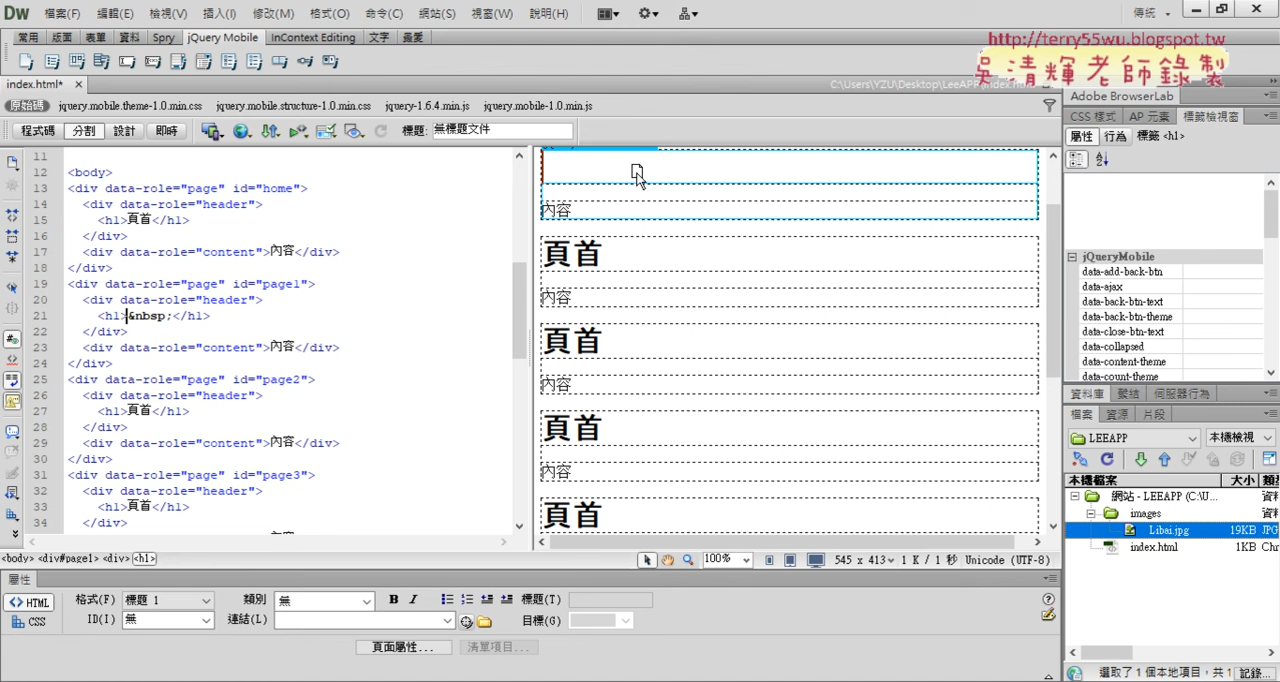 Dw 檔案(F) 編輯(E) 檢視(V) 插入(I) 修改(M) 格式(O) 命令(C) 網站(S) 視窗(W) 說明(H) 傳統
常用 版面 表單 資料 Spry jQuery Mobile InContext Editing 文字 最愛
http://terry55wu.blogspot.tw
吳清輝老師錄製
index.html* C:\Users\YZU\Desktop\LeeAPP\index.html
原始碼 jquery.mobile.theme-1.0.min.css jquery.mobile.structure-1.0.min.css jquery-1.6.4.min.js jquery.mobile-1.0.min.js
程式碼 分割 設計 即時 標題: 無標題文件
11
12 <body>
13 <div data-role="page" id="home">
14 <div data-role="header">
15 <h1>頁首</h1>
16 </div>
17 <div data-role="content">內容</div>
18 </div>
19 <div data-role="page" id="page1">
20 <div data-role="header">
21 <h1>&nbsp;</h1>
22 </div>
23 <div data-role="content">內容</div>
24 </div>
25 <div data-role="page" id="page2">
26 <div data-role="header">
27 <h1>頁首</h1>
28 </div>
29 <div data-role="content">內容</div>
30 </div>
31 <div data-role="page" id="page3">
32 <div data-role="header">
33 <h1>頁首</h1>
34 </div>
內容
頁首
內容
頁首
內容
頁首
內容
頁首
<body> <div#page1> <div> <h1> 100% 545 x 413 1 K / 1 秒 Unicode (UTF-8)
Adobe BrowserLab
CSS 樣式 AP 元素 標籤檢視窗
屬性 行為 標籤 <h1>
jQueryMobile
data-add-back-btn
data-ajax
data-back-btn-text
data-back-btn-theme
data-close-btn-text
data-collapsed
data-content-theme
data-count-theme
資料庫 繫結 伺服器行為
檔案 資源 片段
LEEAPP 本機檢視
本機檔案 大小 類
網站 - LEEAPP (C:\U... 資
images 資
Libai.jpg 19KB JPG
index.html 1KB Chr
選取了 1 個本地項目，共 1 記錄...
屬性
<> HTML 格式(F) 標題 1 類別 無 B I 標題(T)
CSS ID(I) 無 連結(L) 目標(G)
頁面屬性... 清單項目...